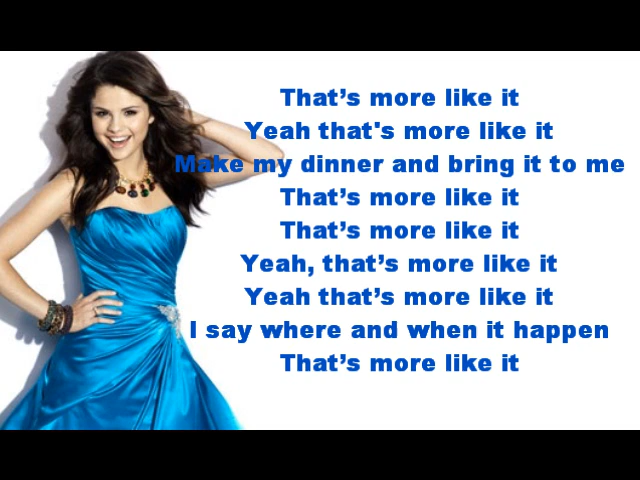 That’s more like it
Yeah that's more like it
Make my dinner and bring it to me
That’s more like it
That’s more like it
Yeah, that’s more like it
Yeah that’s more like it
I say where and when it happen
That’s more like it